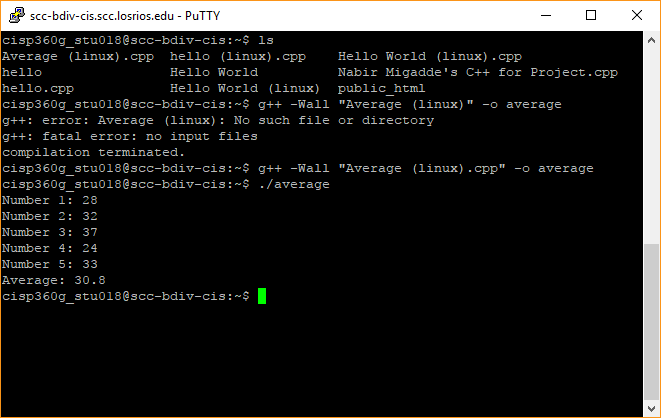 scc-bdiv-cis.scc.losrios.edu - PuTTY
cisp360g_stu018@scc-bdiv-cis:~$ ls
Average (linux).cpp  hello (linux).cpp    Hello World (linux).cpp
hello                Hello World          Nabir Migadde's C++ for Project.cpp
hello.cpp            Hello World (linux)  public_html
cisp360g_stu018@scc-bdiv-cis:~$ g++ -Wall "Average (linux)" -o average
g++: error: Average (linux): No such file or directory
g++: fatal error: no input files
compilation terminated.
cisp360g_stu018@scc-bdiv-cis:~$ g++ -Wall "Average (linux).cpp" -o average
cisp360g_stu018@scc-bdiv-cis:~$ ./average
Number 1: 28
Number 2: 32
Number 3: 37
Number 4: 24
Number 5: 33
Average: 30.8
cisp360g_stu018@scc-bdiv-cis:~$